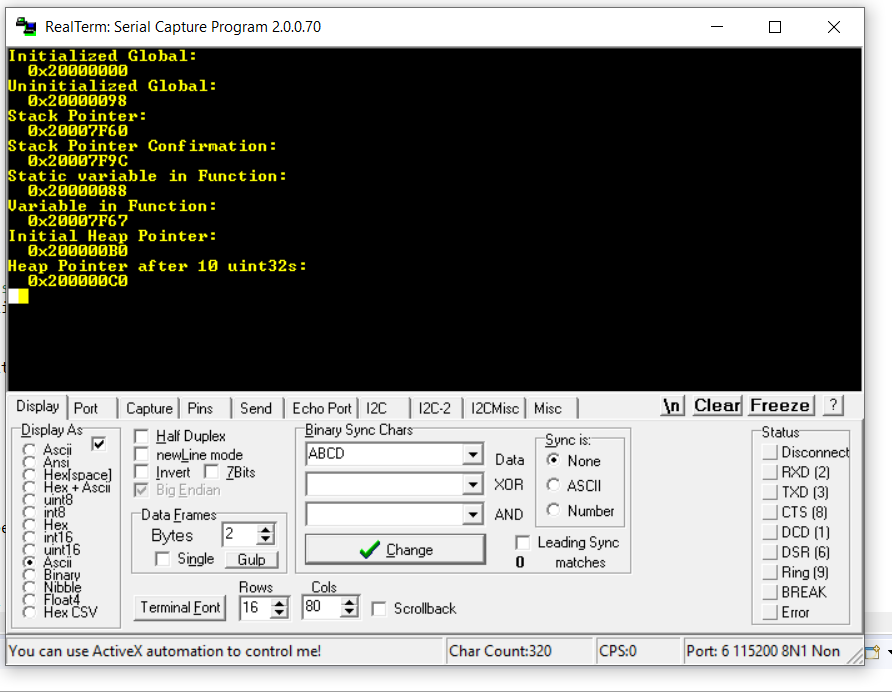 RealTerm: Serial Capture Program 2.0.0.70
Initialized Global:
0x20000000
Uninitialized Global:
0x20000098
Stack Pointer:
0x20007F60
Stack Pointer Confirmation:
0x20007F9C
Static variable in Function:
0x20000088
Variable in Function:
0x20007F67
Initial Heap Pointer:
0x200000B0
Heap Pointer after 10 uint32s:
0x200000C0
Display Port Capture Pins Send Echo Port I2C I2C-2 I2CMisc Misc \n Clear Freeze ?
Display As
Ascii
Ansi
Hex[space]
Hex + Ascii
uint8
int8
Hex
int16
uint16
Ascii
Binary
Nibble
Float4
Hex CSV
Half Duplex
newLine mode
Invert 7Bits
Big Endian
Data Frames
Bytes 2
Single Gulp
Terminal Font
Rows
16
Cols
80
Scrollback
Binary Sync Chars
ABCD
Data
XOR
AND
Change
Sync is:
None
ASCII
Number
Leading Sync
0 matches
Status
Disconnect
RXD (2)
TXD (3)
CTS (8)
DCD (1)
DSR (6)
Ring (9)
BREAK
Error
You can use ActiveX automation to control me! Char Count:320 CPS:0 Port: 6 115200 8N1 Non